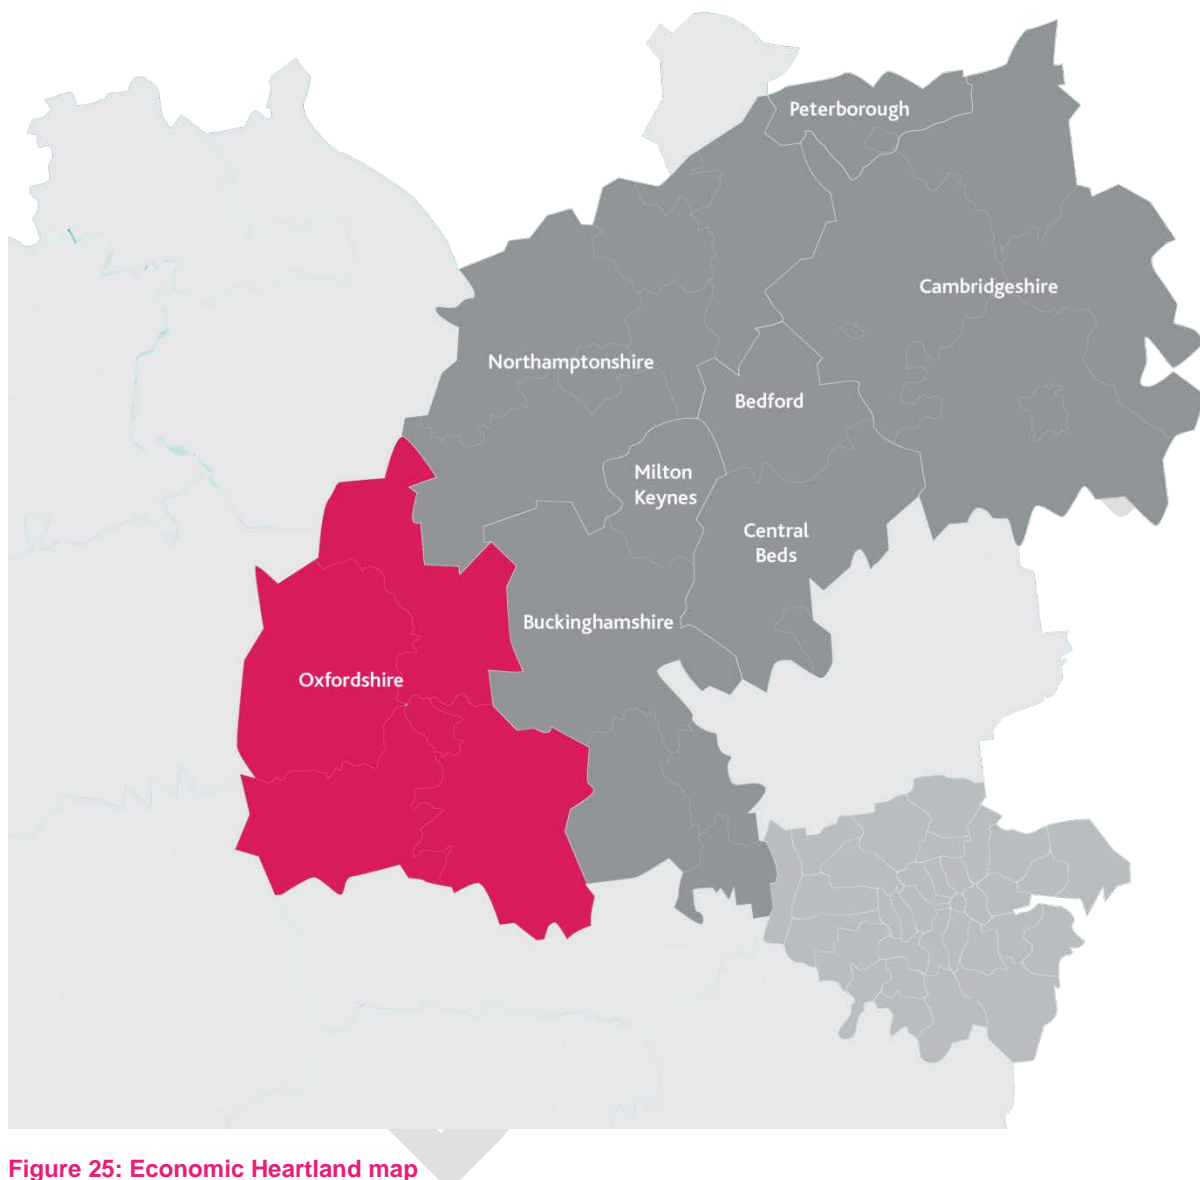 Peterborough
Cambridgeshire
Northamptonshire
Bedford
Milton
Keynes
Central
Beds
Buckinghamshire
Oxfordshire
Figure 25: Economic Heartland map